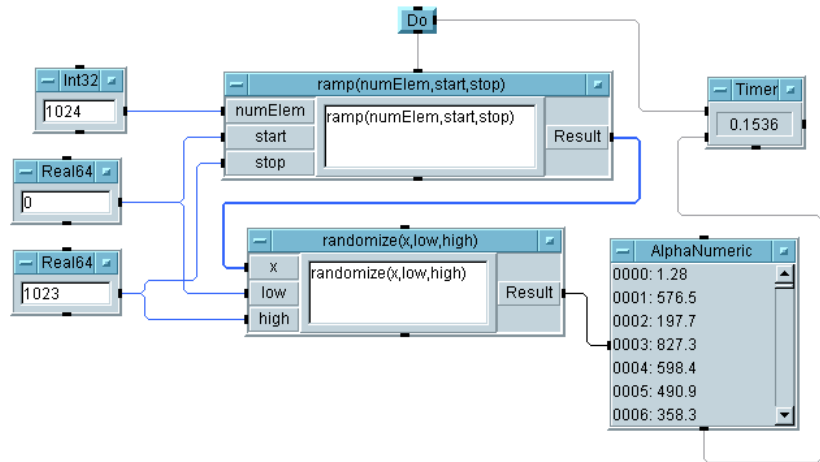 Do
Int32
1024
ramp(numElem,start,stop)
numElem
start
stop
ramp(numElem,start,stop)
Result
Timer
0.1536
Real64
0
Real64
1023
randomize(x,low,high)
x
low
high
randomize(x,low,high)
Result
AlphaNumeric
0000: 1.28
0001: 576.5
0002: 197.7
0003: 827.3
0004: 598.4
0005: 490.9
0006: 358.3